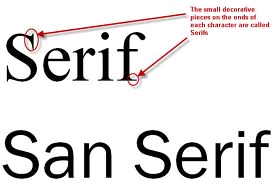 The small decorative
pieces on the ends of
each character are called
Serifs
Serif
San Serif